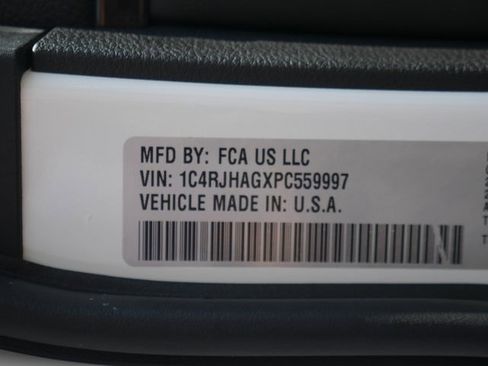 MFD BY: FCA US LLC
VIN: 1C4RJHAGXPC559997
VEHICLE MADE IN: U.S.A.